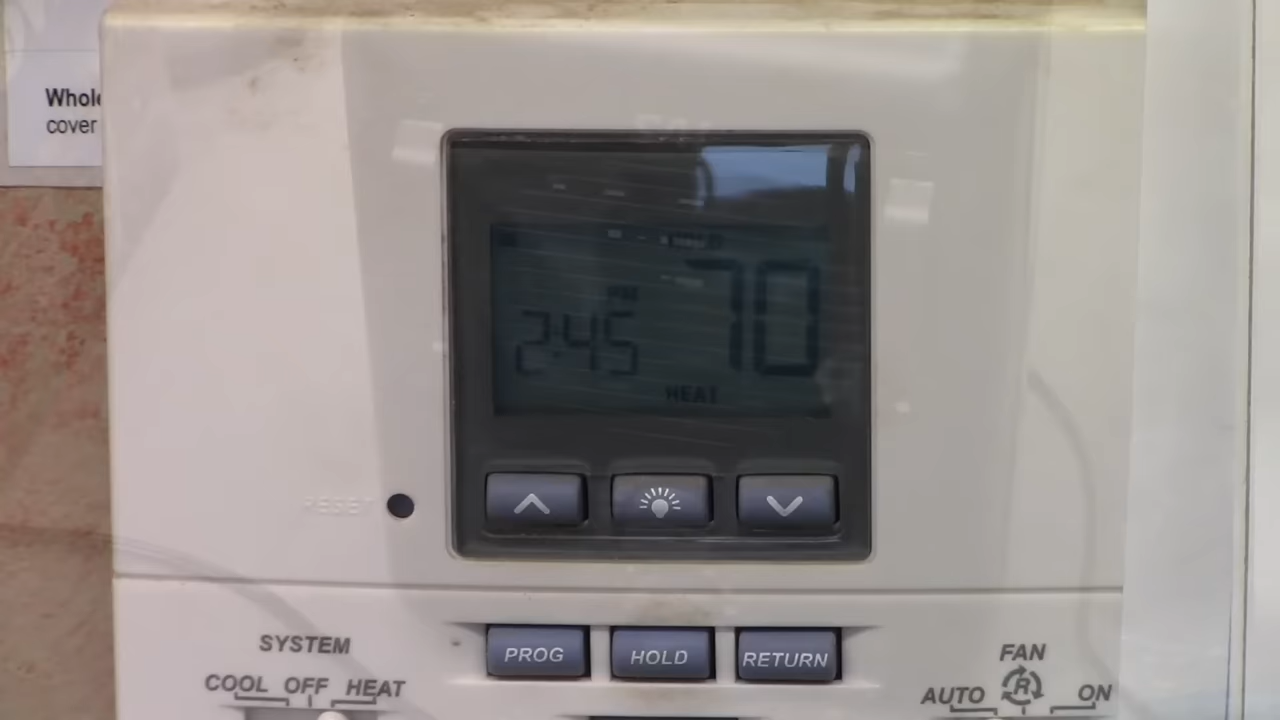 Whole
cover
70
PM
2:45
HEAT
RESET
PROG
HOLD
RETURN
SYSTEM
COOL OFF HEAT
FAN
AUTO R ON